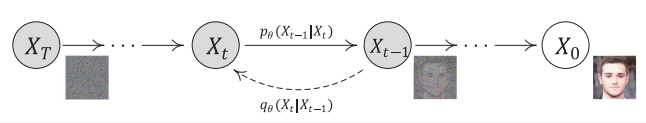 p_θ(X_{t−1}|X_t)
X_T · · · X_t X_{t−1} · · · X_0
q_θ(X_t|X_{t−1})